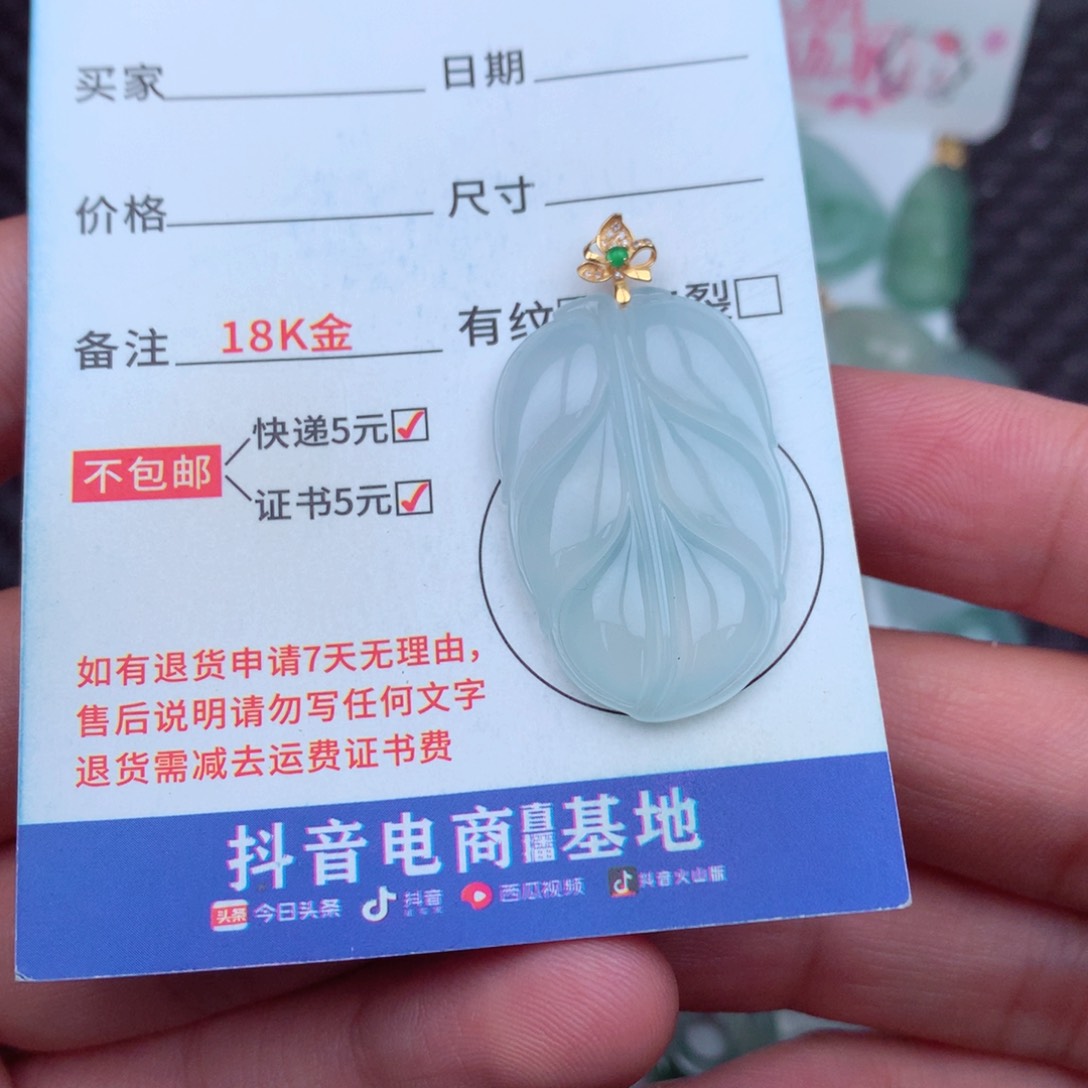 买家 日期
价格 尺寸
备注 18K金 有纹 裂
快递5元
不包邮
证书5元
如有退货申请7天无理由，
售后说明请勿写任何文字
退货需减去运费证书费
抖音电商直播基地
头条 今日头条 抖音 西瓜视频 抖音火山版